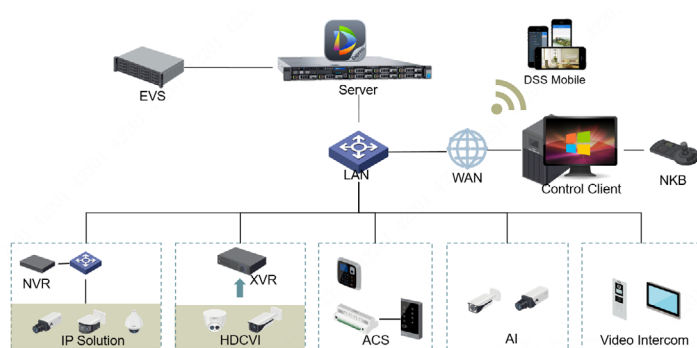 EVS
Server
DSS Mobile
LAN
WAN
Control Client
NKB
NVR
XVR
IP Solution
HDCVI
ACS
AI
Video Intercom